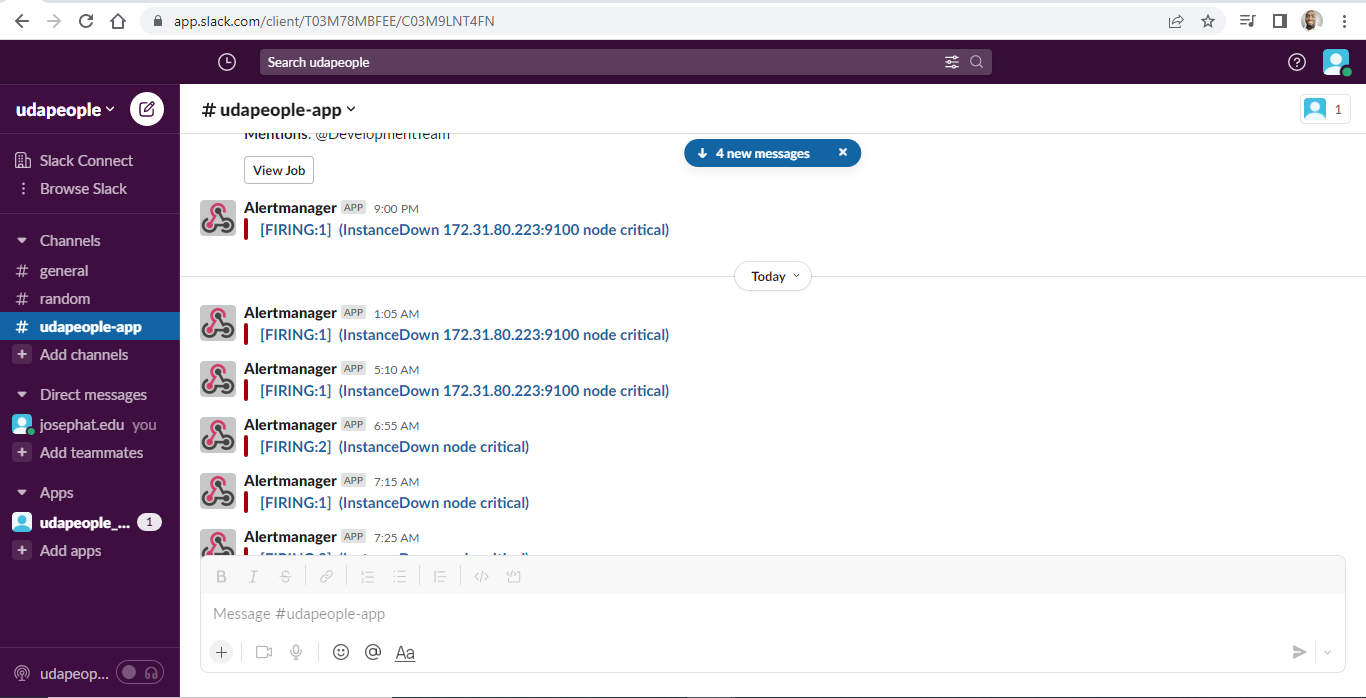 app.slack.com/client/T03M78MBFEE/C03M9LNT4FN
Search udapeople
udapeople
Slack Connect
Browse Slack
Channels
# general
# random
# udapeople-app
+ Add channels
Direct messages
josephat.edu you
+ Add teammates
Apps
udapeople_... 1
+ Add apps
udapeop...
# udapeople-app
1
Mentions: @DevelopmentTeam
4 new messages
View Job
Alertmanager APP 9:00 PM
[FIRING:1] (InstanceDown 172.31.80.223:9100 node critical)
Today
Alertmanager APP 1:05 AM
[FIRING:1] (InstanceDown 172.31.80.223:9100 node critical)
Alertmanager APP 5:10 AM
[FIRING:1] (InstanceDown 172.31.80.223:9100 node critical)
Alertmanager APP 6:55 AM
[FIRING:2] (InstanceDown node critical)
Alertmanager APP 7:15 AM
[FIRING:1] (InstanceDown node critical)
Alertmanager APP 7:25 AM
B I S
Message #udapeople-app
+ @ Aa